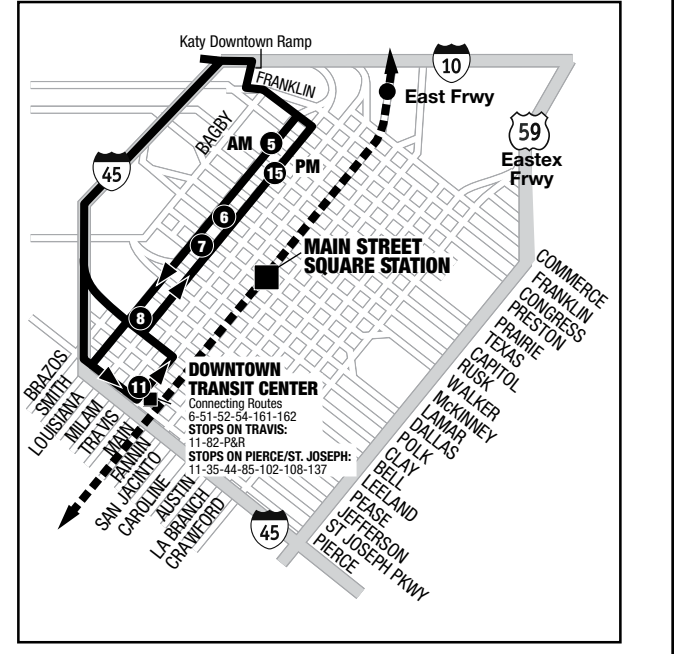 Katy Downtown Ramp
FRANKLIN
10
East Frwy
BAGBY
AM
5
59
Eastex
Frwy
15
PM
45
6
7
MAIN STREET
SQUARE STATION
8
COMMERCE
FRANKLIN
CONGRESS
PRESTON
PRAIRIE
TEXAS
CAPITOL
RUSK
WALKER
McKINNEY
LAMAR
DALLAS
POLK
CLAY
BELL
LEELAND
PEASE
JEFFERSON
ST JOSEPH PKWY
PIERCE
11
DOWNTOWN
TRANSIT CENTER
Connecting Routes
6-51-52-54-161-162
STOPS ON TRAVIS:
11-82-P&R
STOPS ON PIERCE/ST. JOSEPH:
11-35-44-85-102-108-137
BRAZOS
SMITH
LOUISIANA
MILAM
TRAVIS
MAIN
FANNIN
SAN JACINTO
CAROLINE
AUSTIN
LA BRANCH
CRAWFORD
45